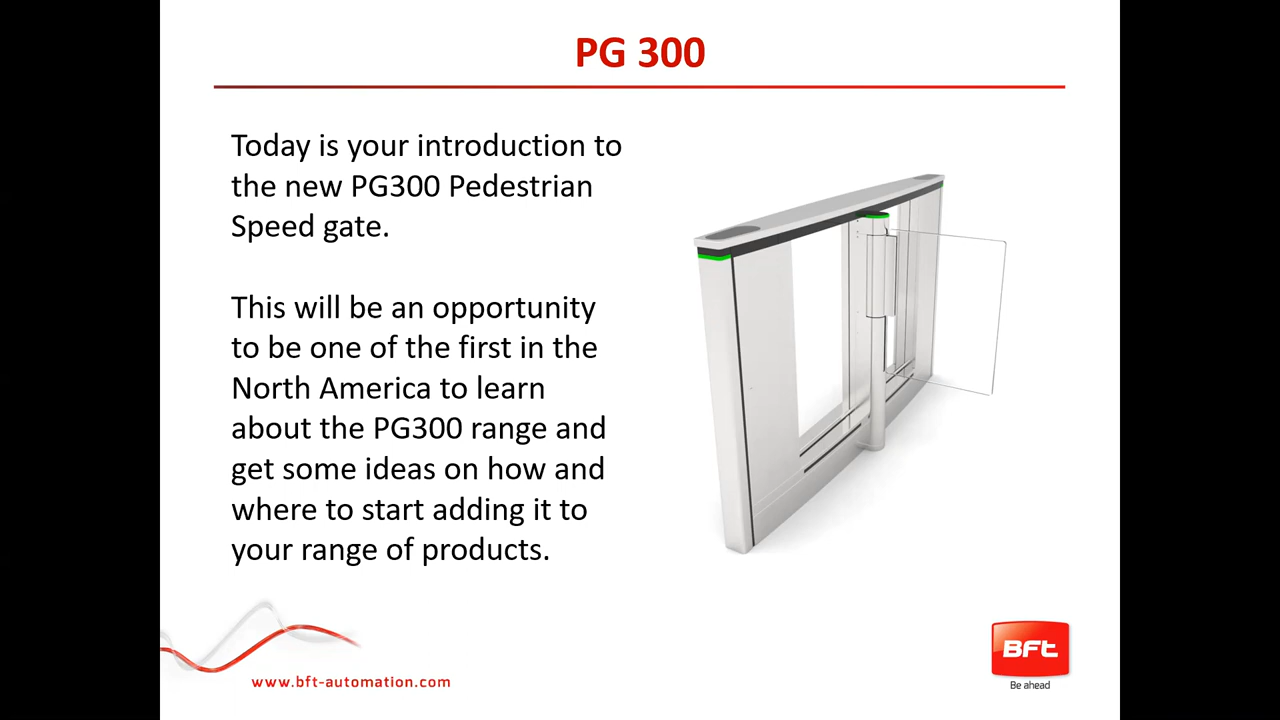 PG 300
Today is your introduction to
the new PG300 Pedestrian
Speed gate.
This will be an opportunity
to be one of the first in the
North America to learn
about the PG300 range and
get some ideas on how and
where to start adding it to
your range of products.
www.bft-automation.com
BFt
Be ahead